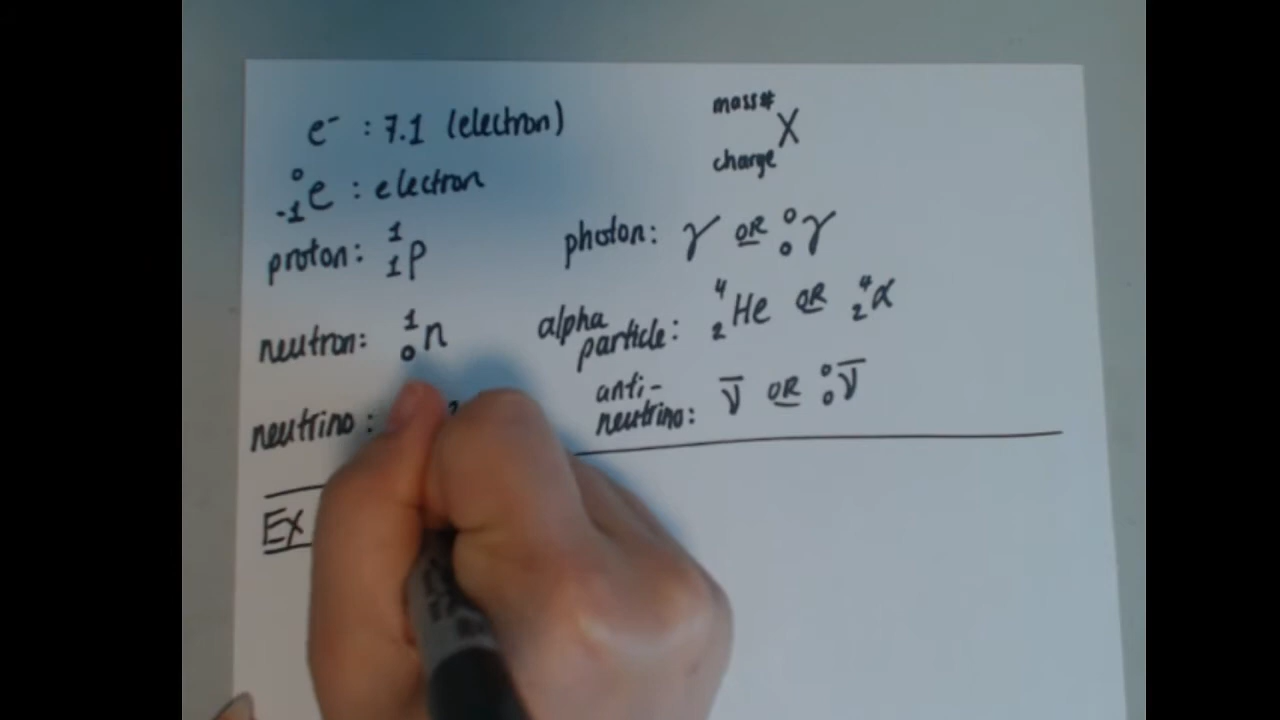 e⁻ : 7.1 (electron)
mass#
X
charge
⁰₋₁e : electron
proton: ¹₁p
photon: γ OR ⁰₀γ
neutron: ¹₀n
alpha particle: ⁴₂He OR ⁴₂α
neutrino:
anti-neutrino: ν̅ OR ⁰₀ν̅
Ex